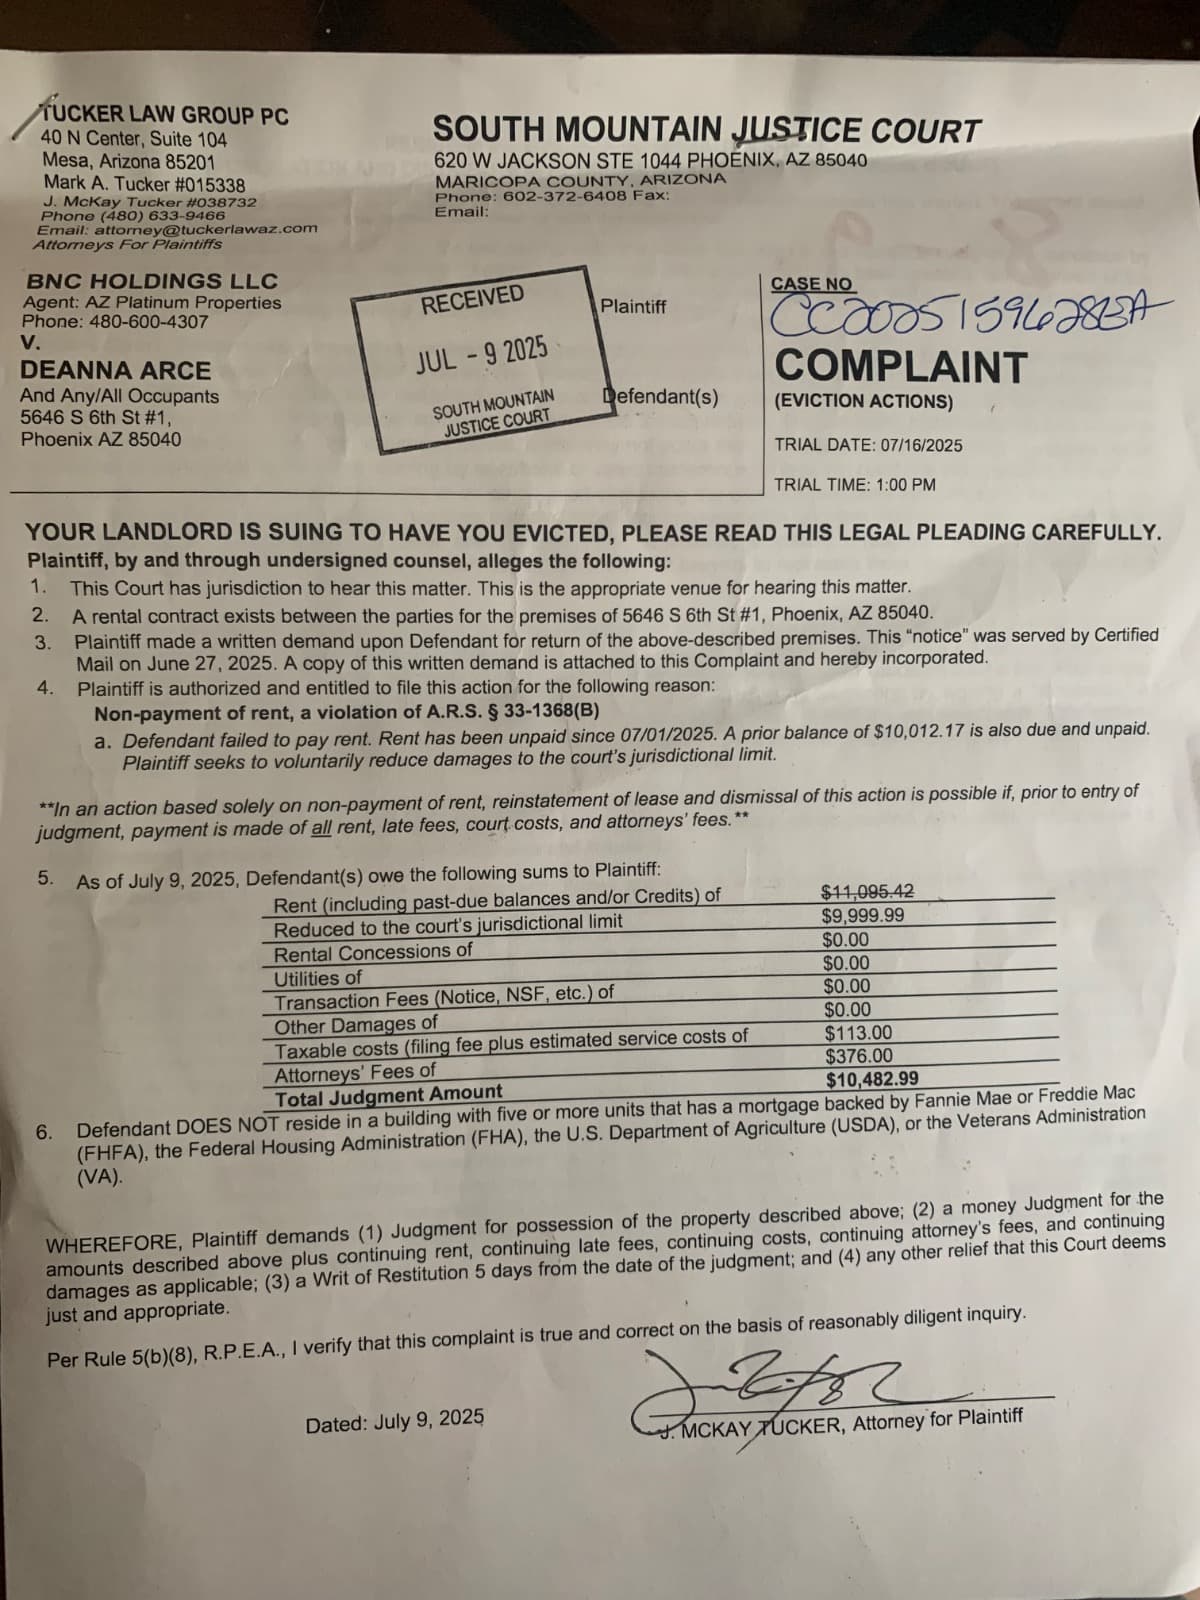 TUCKER LAW GROUP PC
40 N Center, Suite 104
Mesa, Arizona 85201
Mark A. Tucker #015338
J. McKay Tucker #038732
Phone (480) 633-9466
Email: attorney@tuckerlawaz.com
Attorneys For Plaintiffs
SOUTH MOUNTAIN JUSTICE COURT
620 W JACKSON STE 1044 PHOENIX, AZ 85040
MARICOPA COUNTY, ARIZONA
Phone: 602-372-6408 Fax:
Email:
BNC HOLDINGS LLC
Agent: AZ Platinum Properties
Phone: 480-600-4307
V.
DEANNA ARCE
And Any/All Occupants
5646 S 6th St #1,
Phoenix AZ 85040
RECEIVED
JUL - 9 2025
SOUTH MOUNTAIN
JUSTICE COURT
Plaintiff
Defendant(s)
CASE NO
CC2025159628EA
COMPLAINT
(EVICTION ACTIONS)
TRIAL DATE: 07/16/2025
TRIAL TIME: 1:00 PM
YOUR LANDLORD IS SUING TO HAVE YOU EVICTED, PLEASE READ THIS LEGAL PLEADING CAREFULLY.
Plaintiff, by and through undersigned counsel, alleges the following:
1. This Court has jurisdiction to hear this matter. This is the appropriate venue for hearing this matter.
2. A rental contract exists between the parties for the premises of 5646 S 6th St #1, Phoenix, AZ 85040.
3. Plaintiff made a written demand upon Defendant for return of the above-described premises. This “notice” was served by Certified
Mail on June 27, 2025. A copy of this written demand is attached to this Complaint and hereby incorporated.
4. Plaintiff is authorized and entitled to file this action for the following reason:
Non-payment of rent, a violation of A.R.S. § 33-1368(B)
a. Defendant failed to pay rent. Rent has been unpaid since 07/01/2025. A prior balance of $10,012.17 is also due and unpaid.
Plaintiff seeks to voluntarily reduce damages to the court's jurisdictional limit.
**In an action based solely on non-payment of rent, reinstatement of lease and dismissal of this action is possible if, prior to entry of
judgment, payment is made of all rent, late fees, court costs, and attorneys' fees.**
5. As of July 9, 2025, Defendant(s) owe the following sums to Plaintiff:
Rent (including past-due balances and/or Credits) of $11,095.42
Reduced to the court's jurisdictional limit $9,999.99
Rental Concessions of $0.00
Utilities of $0.00
Transaction Fees (Notice, NSF, etc.) of $0.00
Other Damages of $0.00
Taxable costs (filing fee plus estimated service costs of $113.00
Attorneys' Fees of $376.00
Total Judgment Amount $10,482.99
6. Defendant DOES NOT reside in a building with five or more units that has a mortgage backed by Fannie Mae or Freddie Mac
(FHFA), the Federal Housing Administration (FHA), the U.S. Department of Agriculture (USDA), or the Veterans Administration
(VA).
WHEREFORE, Plaintiff demands (1) Judgment for possession of the property described above; (2) a money Judgment for the
amounts described above plus continuing rent, continuing late fees, continuing costs, continuing attorney's fees, and continuing
damages as applicable; (3) a Writ of Restitution 5 days from the date of the judgment; and (4) any other relief that this Court deems
just and appropriate.
Per Rule 5(b)(8), R.P.E.A., I verify that this complaint is true and correct on the basis of reasonably diligent inquiry.
Dated: July 9, 2025
J. MCKAY TUCKER, Attorney for Plaintiff